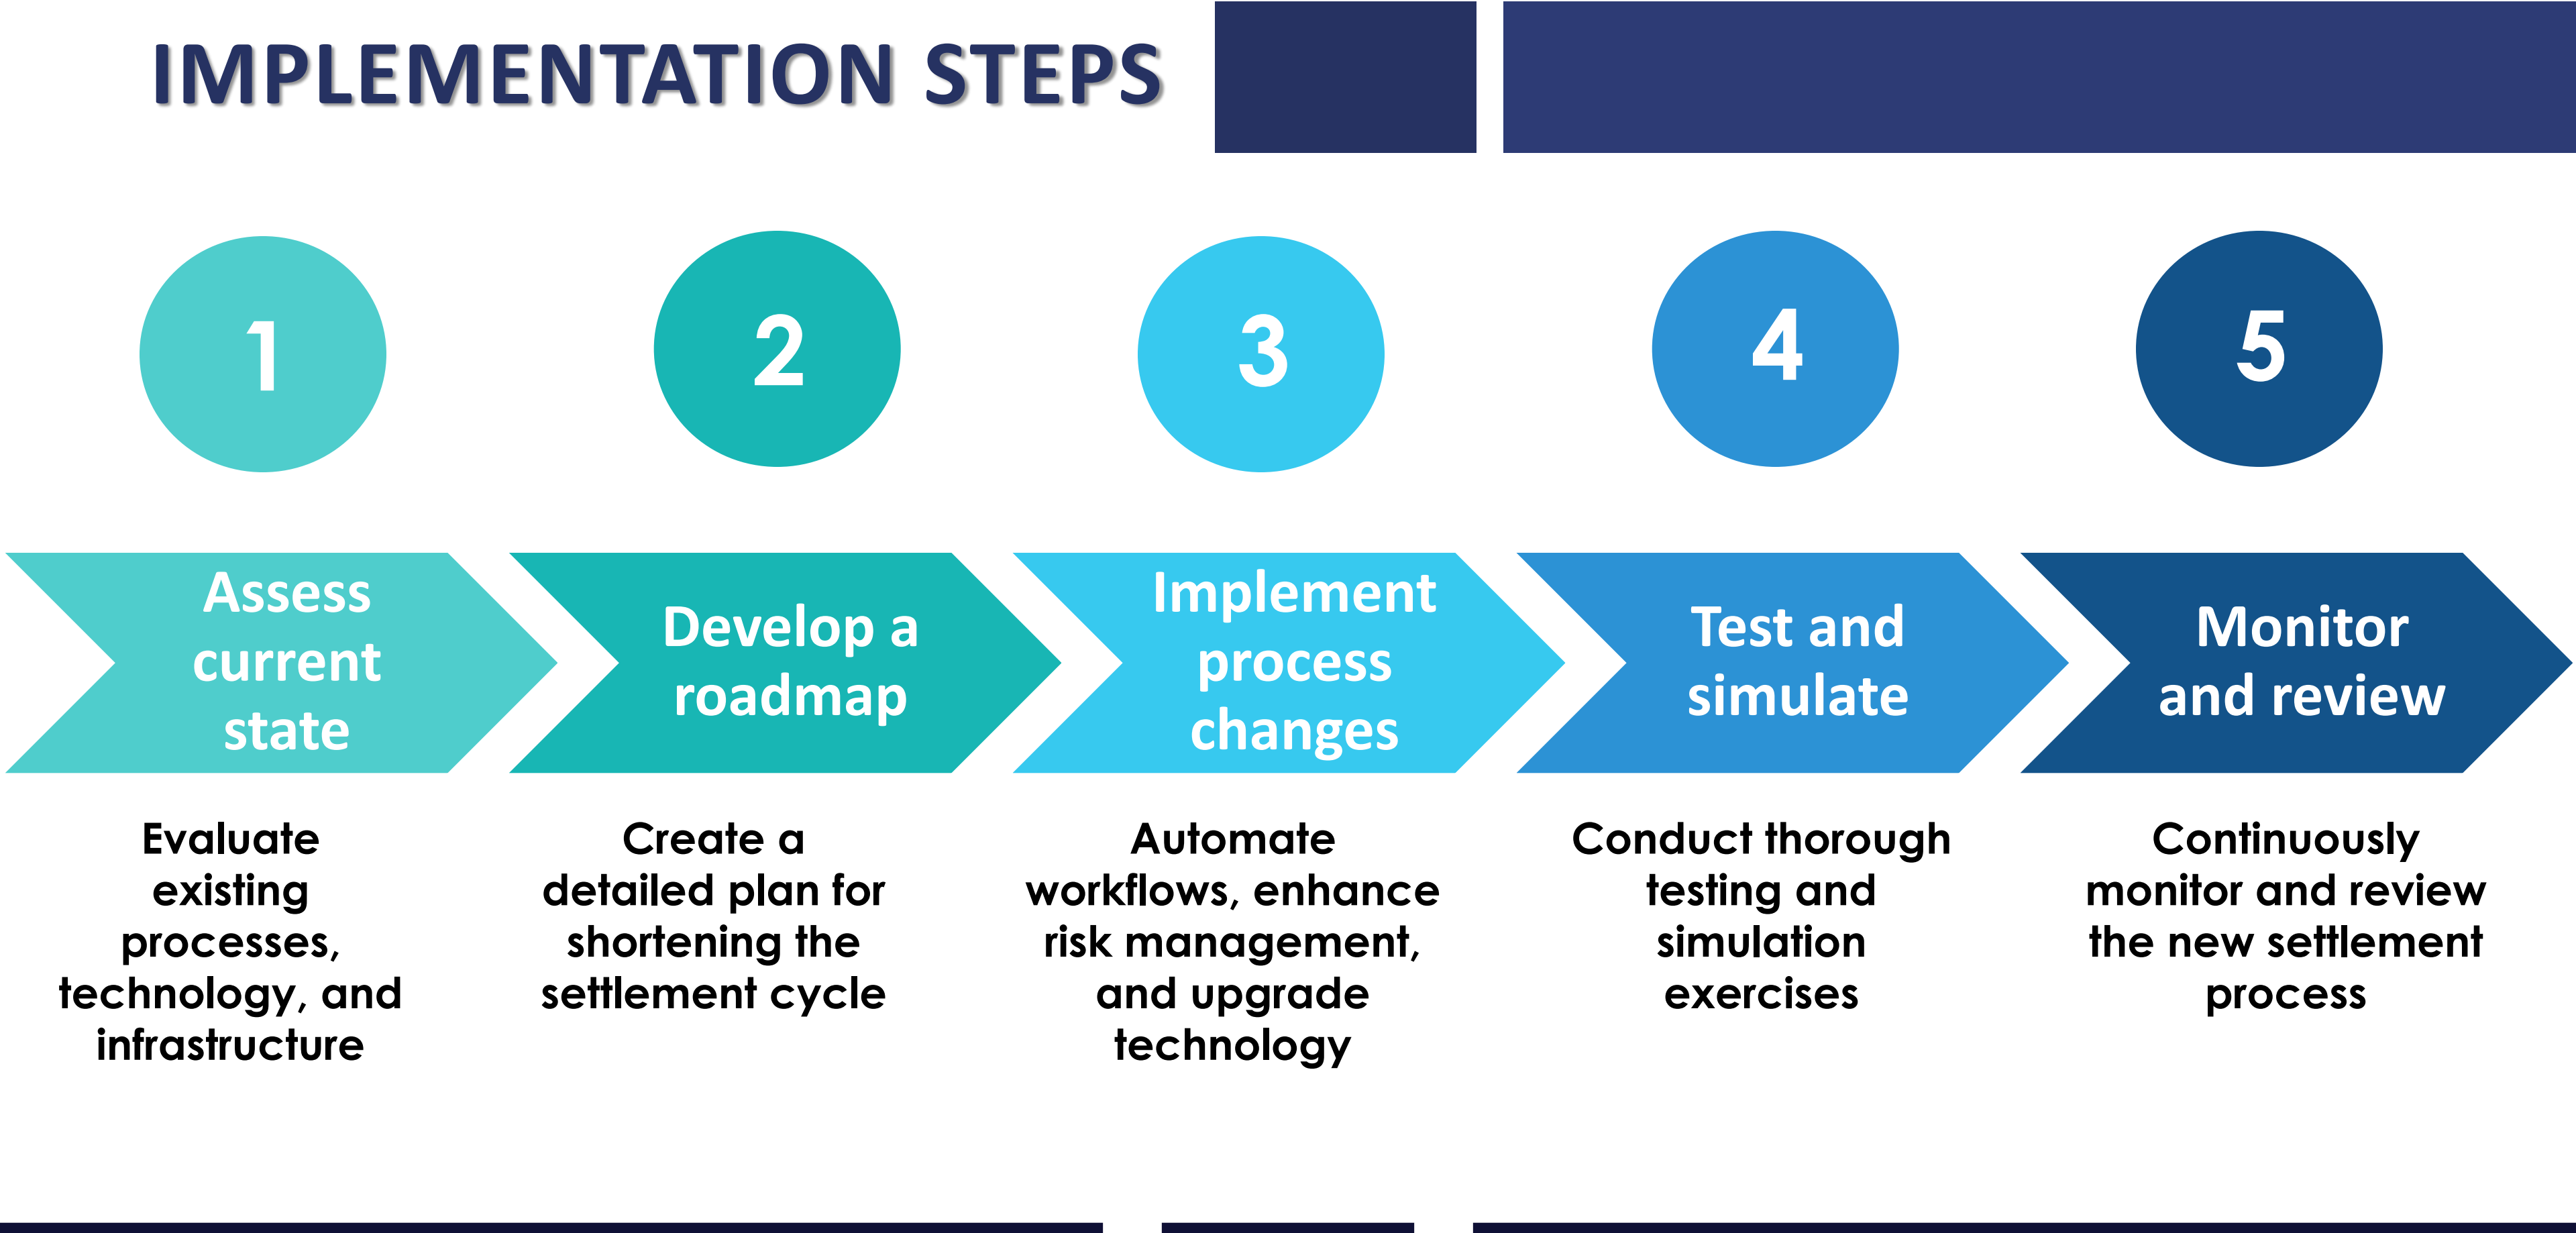 IMPLEMENTATION STEPS
1
2
3
4
5
Assess
current
state
Develop a
roadmap
Implement
process
changes
Test and
simulate
Monitor
and review
Evaluate
existing
processes,
technology, and
infrastructure
Create a
detailed plan for
shortening the
settlement cycle
Automate
workflows, enhance
risk management,
and upgrade
technology
Conduct thorough
testing and
simulation
exercises
Continuously
monitor and review
the new settlement
process